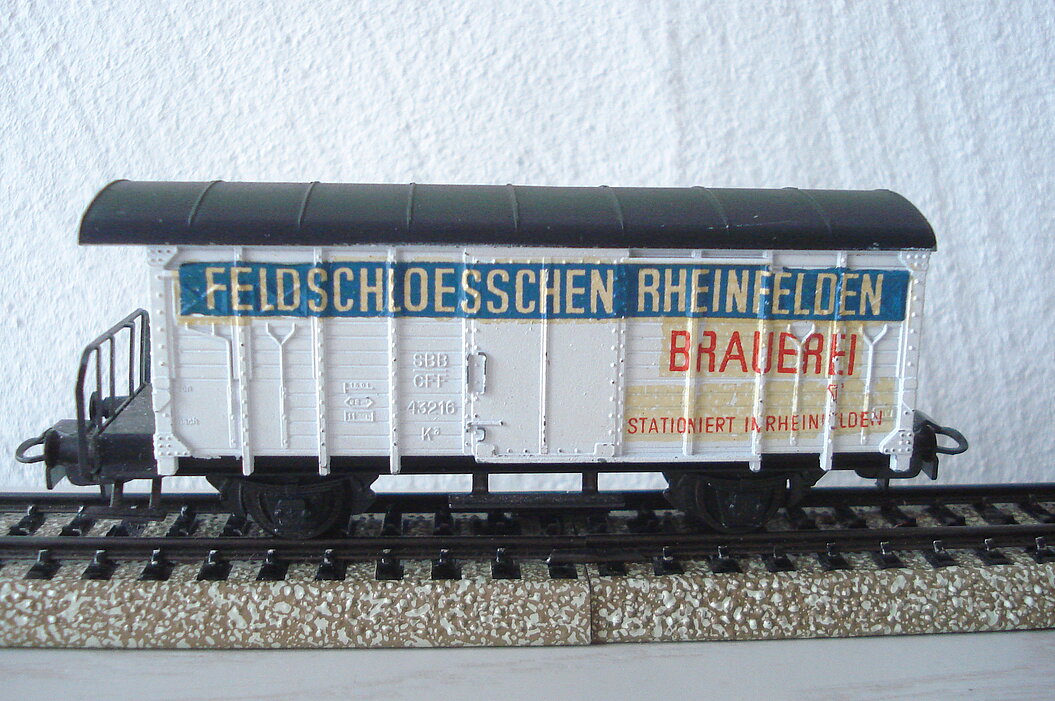 FELDSCHLOESSCHEN RHEINFELDEN
BRAUEREI
SBB
CFF
43216
K³
STATIONIERT IN RHEINFELDEN